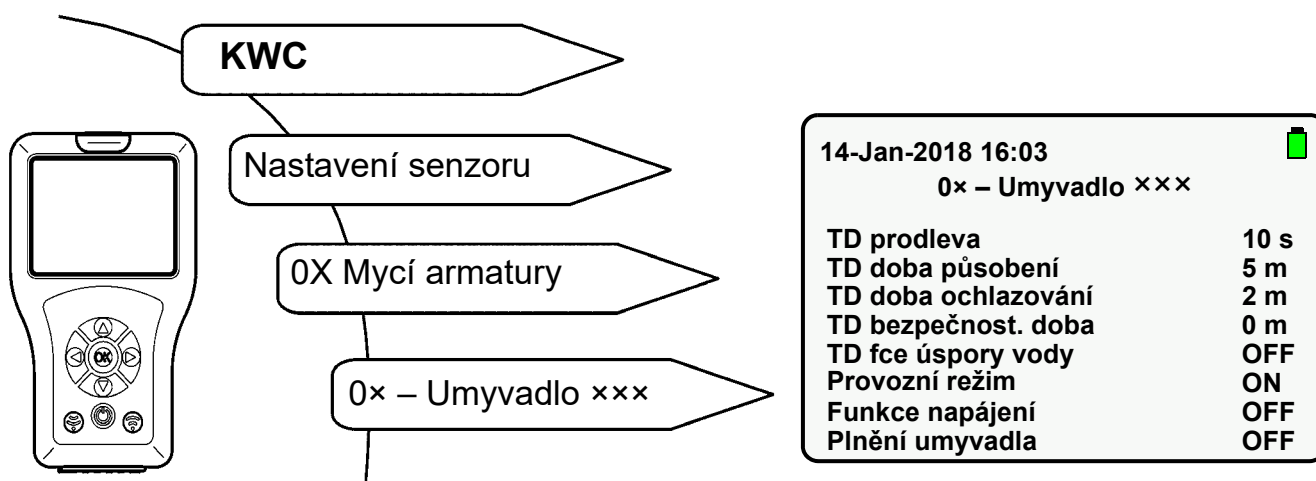 KWC
Nastavení senzoru
0X Mycí armatury
0× – Umyvadlo ×××
OK
14-Jan-2018 16:03
0× – Umyvadlo ×××
TD prodleva 10 s
TD doba působení 5 m
TD doba ochlazování 2 m
TD bezpečnost. doba 0 m
TD fce úspory vody OFF
Provozní režim ON
Funkce napájení OFF
Plnění umyvadla OFF